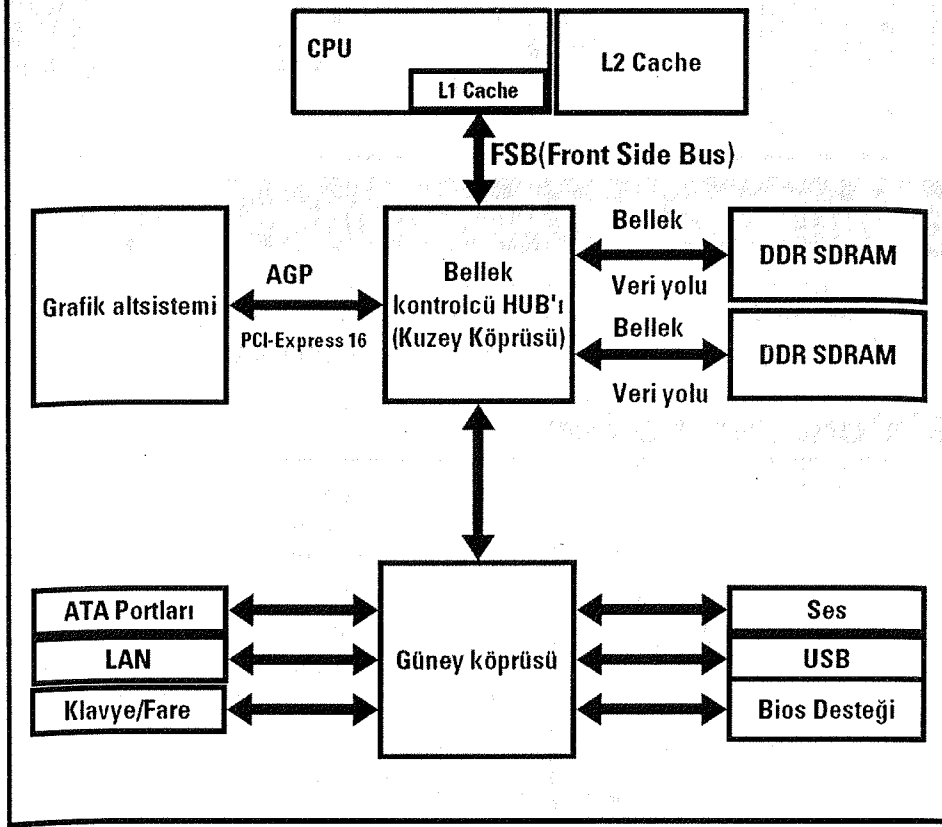 CPU
L1 Cache
L2 Cache
FSB(Front Side Bus)
Grafik altsistemi
AGP
PCI-Express 16
Bellek
kontrolcü HUB'ı
(Kuzey Köprüsü)
Bellek
Veri yolu
DDR SDRAM
Bellek
Veri yolu
DDR SDRAM
ATA Portları
LAN
Klavye/Fare
Güney köprüsü
Ses
USB
Bios Desteği